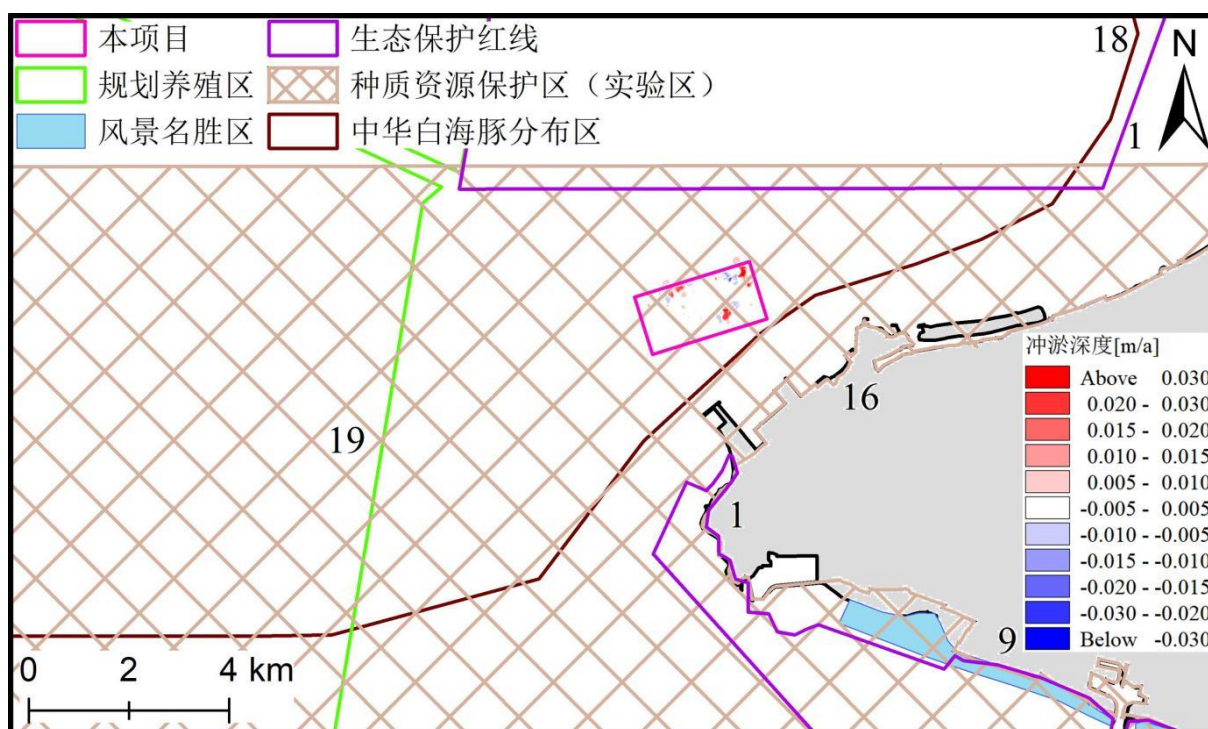 本项目
生态保护红线
规划养殖区
种质资源保护区（实验区）
风景名胜区
中华白海豚分布区
18
N
1
19
16
1
9
冲淤深度[m/a]
Above 0.030
0.020 - 0.030
0.015 - 0.020
0.010 - 0.015
0.005 - 0.010
-0.005 - 0.005
-0.010 - -0.005
-0.015 - -0.010
-0.020 - -0.015
-0.030 - -0.020
Below -0.030
0 2 4 km